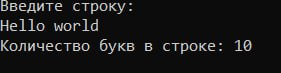 Введите строку:
Hello world
Количество букв в строке: 10